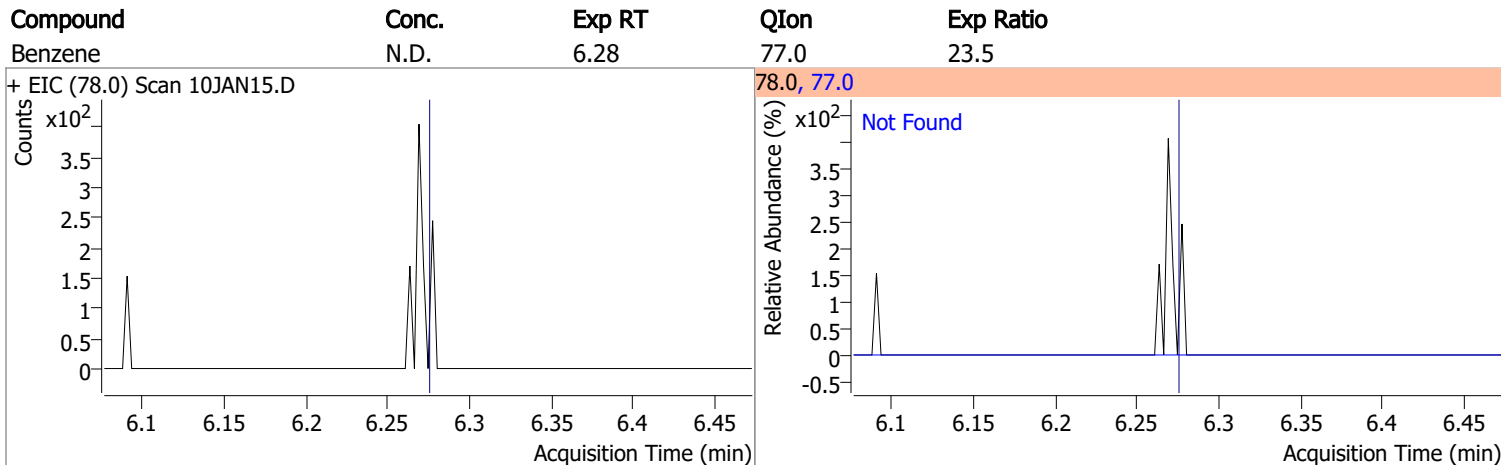 Compound Conc. Exp RT QIon Exp Ratio
Benzene N.D. 6.28 77.0 23.5
+ EIC (78.0) Scan 10JAN15.D
Counts
x10²
3.5
3
2.5
2
1.5
1
0.5
0
6.1 6.15 6.2 6.25 6.3 6.35 6.4 6.45
Acquisition Time (min)
78.0, 77.0
Relative Abundance (%)
x10²
Not Found
3.5
3
2.5
2
1.5
1
0.5
0
-0.5
6.1 6.15 6.2 6.25 6.3 6.35 6.4 6.45
Acquisition Time (min)